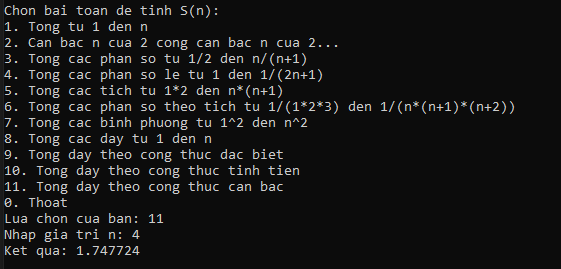 Chon bai toan de tinh S(n):
1. Tong tu 1 den n
2. Can bac n cua 2 cong can bac n cua 2...
3. Tong cac phan so tu 1/2 den n/(n+1)
4. Tong cac phan so le tu 1 den 1/(2n+1)
5. Tong cac tich tu 1*2 den n*(n+1)
6. Tong cac phan so theo tich tu 1/(1*2*3) den 1/(n*(n+1)*(n+2))
7. Tong cac binh phuong tu 1^2 den n^2
8. Tong cac day tu 1 den n
9. Tong day theo cong thuc dac biet
10. Tong day theo cong thuc tinh tien
11. Tong day theo cong thuc can bac
0. Thoat
Lua chon cua ban: 11
Nhap gia tri n: 4
Ket qua: 1.747724